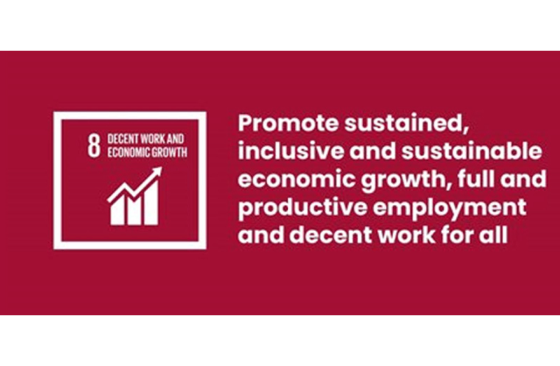 8 DECENT WORK AND
ECONOMIC GROWTH
Promote sustained,
inclusive and sustainable
economic growth, full and
productive employment
and decent work for all